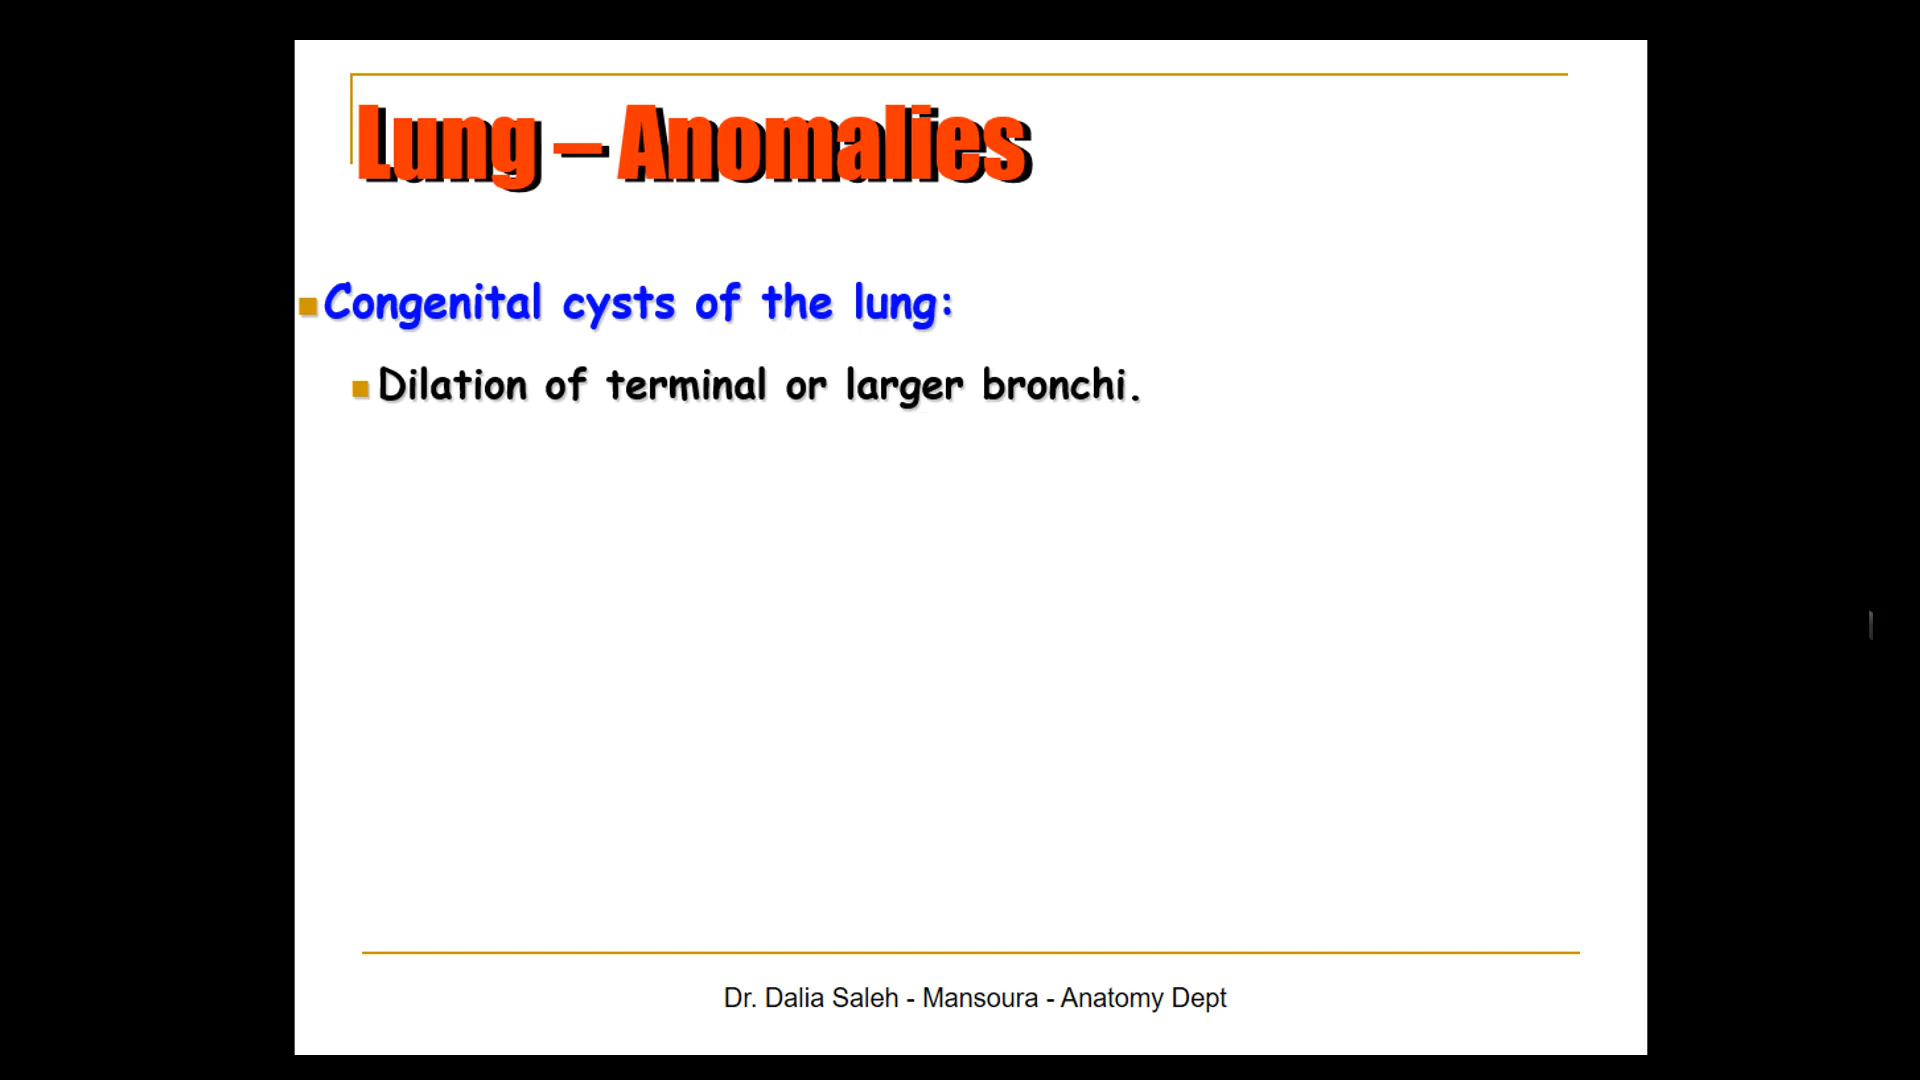 Lung – Anomalies
Congenital cysts of the lung:
Dilation of terminal or larger bronchi.
Dr. Dalia Saleh - Mansoura - Anatomy Dept